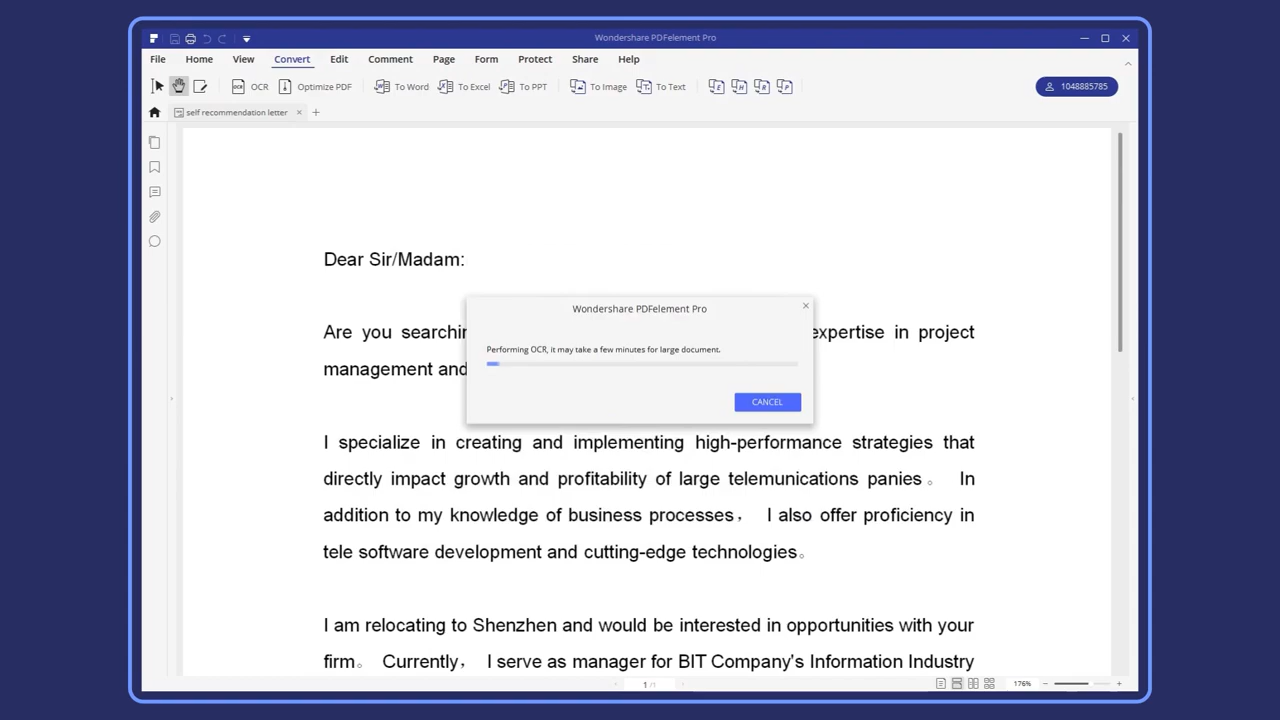 Wondershare PDFelement Pro
File Home View Convert Edit Comment Page Form Protect Share Help
OCR Optimize PDF To Word To Excel To PPT To Image To Text 1048885785
self recommendation letter
Dear Sir/Madam:
Wondershare PDFelement Pro
Are you searchin expertise in project
Performing OCR, it may take a few minutes for large document.
management and
CANCEL
I specialize in creating and implementing high-performance strategies that
directly impact growth and profitability of large telemunications panies。 In
addition to my knowledge of business processes， I also offer proficiency in
tele software development and cutting-edge technologies。
I am relocating to Shenzhen and would be interested in opportunities with your
firm。 Currently， I serve as manager for BIT Company's Information Industry
1 /1 176%